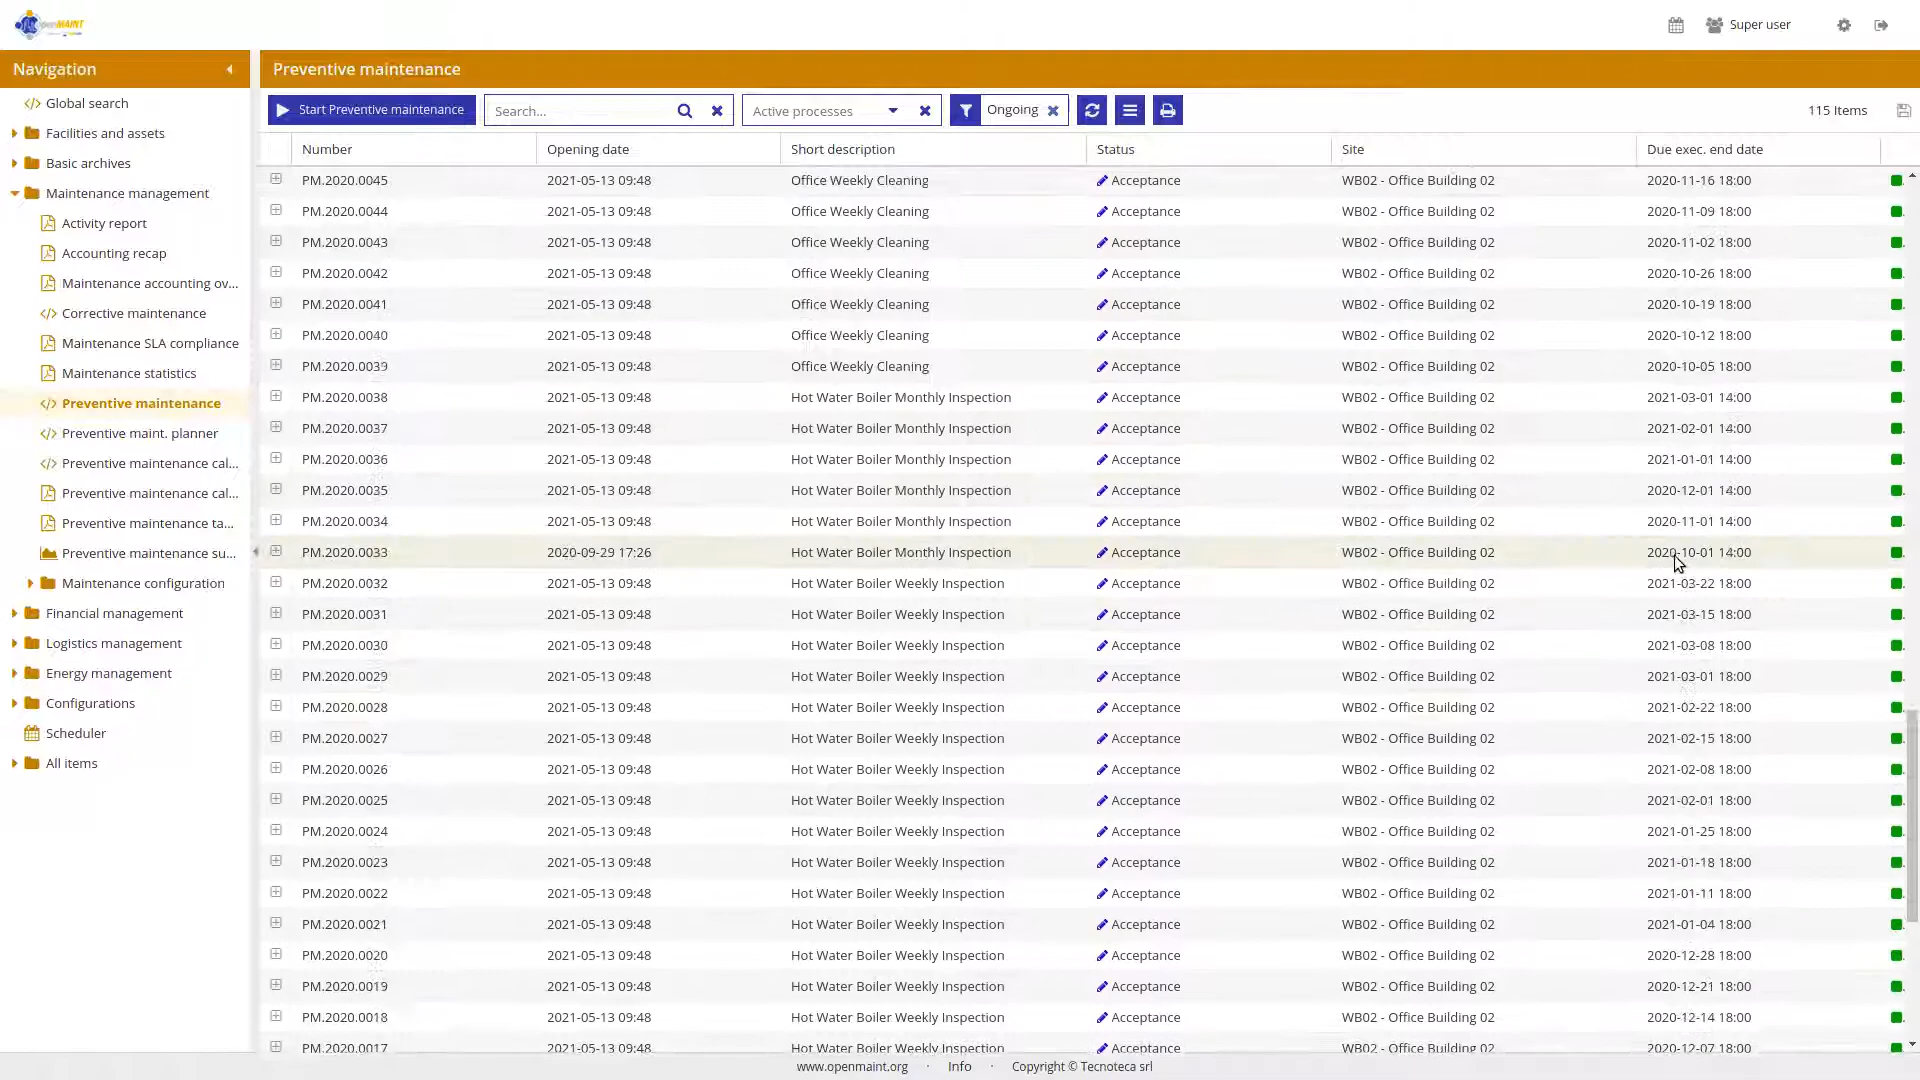 openMAINT
Super user
Navigation
Preventive maintenance
Global search
Facilities and assets
Basic archives
Maintenance management
Activity report
Accounting recap
Maintenance accounting ov...
Corrective maintenance
Maintenance SLA compliance
Maintenance statistics
Preventive maintenance
Preventive maint. planner
Preventive maintenance cal...
Preventive maintenance cal...
Preventive maintenance ta...
Preventive maintenance su...
Maintenance configuration
Financial management
Logistics management
Energy management
Configurations
Scheduler
All items
Start Preventive maintenance Search... Active processes Ongoing 115 Items
Number Opening date Short description Status Site Due exec. end date
PM.2020.0045 2021-05-13 09:48 Office Weekly Cleaning Acceptance WB02 - Office Building 02 2020-11-16 18:00
PM.2020.0044 2021-05-13 09:48 Office Weekly Cleaning Acceptance WB02 - Office Building 02 2020-11-09 18:00
PM.2020.0043 2021-05-13 09:48 Office Weekly Cleaning Acceptance WB02 - Office Building 02 2020-11-02 18:00
PM.2020.0042 2021-05-13 09:48 Office Weekly Cleaning Acceptance WB02 - Office Building 02 2020-10-26 18:00
PM.2020.0041 2021-05-13 09:48 Office Weekly Cleaning Acceptance WB02 - Office Building 02 2020-10-19 18:00
PM.2020.0040 2021-05-13 09:48 Office Weekly Cleaning Acceptance WB02 - Office Building 02 2020-10-12 18:00
PM.2020.0039 2021-05-13 09:48 Office Weekly Cleaning Acceptance WB02 - Office Building 02 2020-10-05 18:00
PM.2020.0038 2021-05-13 09:48 Hot Water Boiler Monthly Inspection Acceptance WB02 - Office Building 02 2021-03-01 14:00
PM.2020.0037 2021-05-13 09:48 Hot Water Boiler Monthly Inspection Acceptance WB02 - Office Building 02 2021-02-01 14:00
PM.2020.0036 2021-05-13 09:48 Hot Water Boiler Monthly Inspection Acceptance WB02 - Office Building 02 2021-01-01 14:00
PM.2020.0035 2021-05-13 09:48 Hot Water Boiler Monthly Inspection Acceptance WB02 - Office Building 02 2020-12-01 14:00
PM.2020.0034 2021-05-13 09:48 Hot Water Boiler Monthly Inspection Acceptance WB02 - Office Building 02 2020-11-01 14:00
PM.2020.0033 2020-09-29 17:26 Hot Water Boiler Monthly Inspection Acceptance WB02 - Office Building 02 2020-10-01 14:00
PM.2020.0032 2021-05-13 09:48 Hot Water Boiler Weekly Inspection Acceptance WB02 - Office Building 02 2021-03-22 18:00
PM.2020.0031 2021-05-13 09:48 Hot Water Boiler Weekly Inspection Acceptance WB02 - Office Building 02 2021-03-15 18:00
PM.2020.0030 2021-05-13 09:48 Hot Water Boiler Weekly Inspection Acceptance WB02 - Office Building 02 2021-03-08 18:00
PM.2020.0029 2021-05-13 09:48 Hot Water Boiler Weekly Inspection Acceptance WB02 - Office Building 02 2021-03-01 18:00
PM.2020.0028 2021-05-13 09:48 Hot Water Boiler Weekly Inspection Acceptance WB02 - Office Building 02 2021-02-22 18:00
PM.2020.0027 2021-05-13 09:48 Hot Water Boiler Weekly Inspection Acceptance WB02 - Office Building 02 2021-02-15 18:00
PM.2020.0026 2021-05-13 09:48 Hot Water Boiler Weekly Inspection Acceptance WB02 - Office Building 02 2021-02-08 18:00
PM.2020.0025 2021-05-13 09:48 Hot Water Boiler Weekly Inspection Acceptance WB02 - Office Building 02 2021-02-01 18:00
PM.2020.0024 2021-05-13 09:48 Hot Water Boiler Weekly Inspection Acceptance WB02 - Office Building 02 2021-01-25 18:00
PM.2020.0023 2021-05-13 09:48 Hot Water Boiler Weekly Inspection Acceptance WB02 - Office Building 02 2021-01-18 18:00
PM.2020.0022 2021-05-13 09:48 Hot Water Boiler Weekly Inspection Acceptance WB02 - Office Building 02 2021-01-11 18:00
PM.2020.0021 2021-05-13 09:48 Hot Water Boiler Weekly Inspection Acceptance WB02 - Office Building 02 2021-01-04 18:00
PM.2020.0020 2021-05-13 09:48 Hot Water Boiler Weekly Inspection Acceptance WB02 - Office Building 02 2020-12-28 18:00
PM.2020.0019 2021-05-13 09:48 Hot Water Boiler Weekly Inspection Acceptance WB02 - Office Building 02 2020-12-21 18:00
PM.2020.0018 2021-05-13 09:48 Hot Water Boiler Weekly Inspection Acceptance WB02 - Office Building 02 2020-12-14 18:00
PM.2020.0017 2021-05-13 09:48 Hot Water Boiler Weekly Inspection Acceptance WB02 - Office Building 02 2020-12-07 18:00
www.openmaint.org · Info · Copyright © Tecnoteca srl